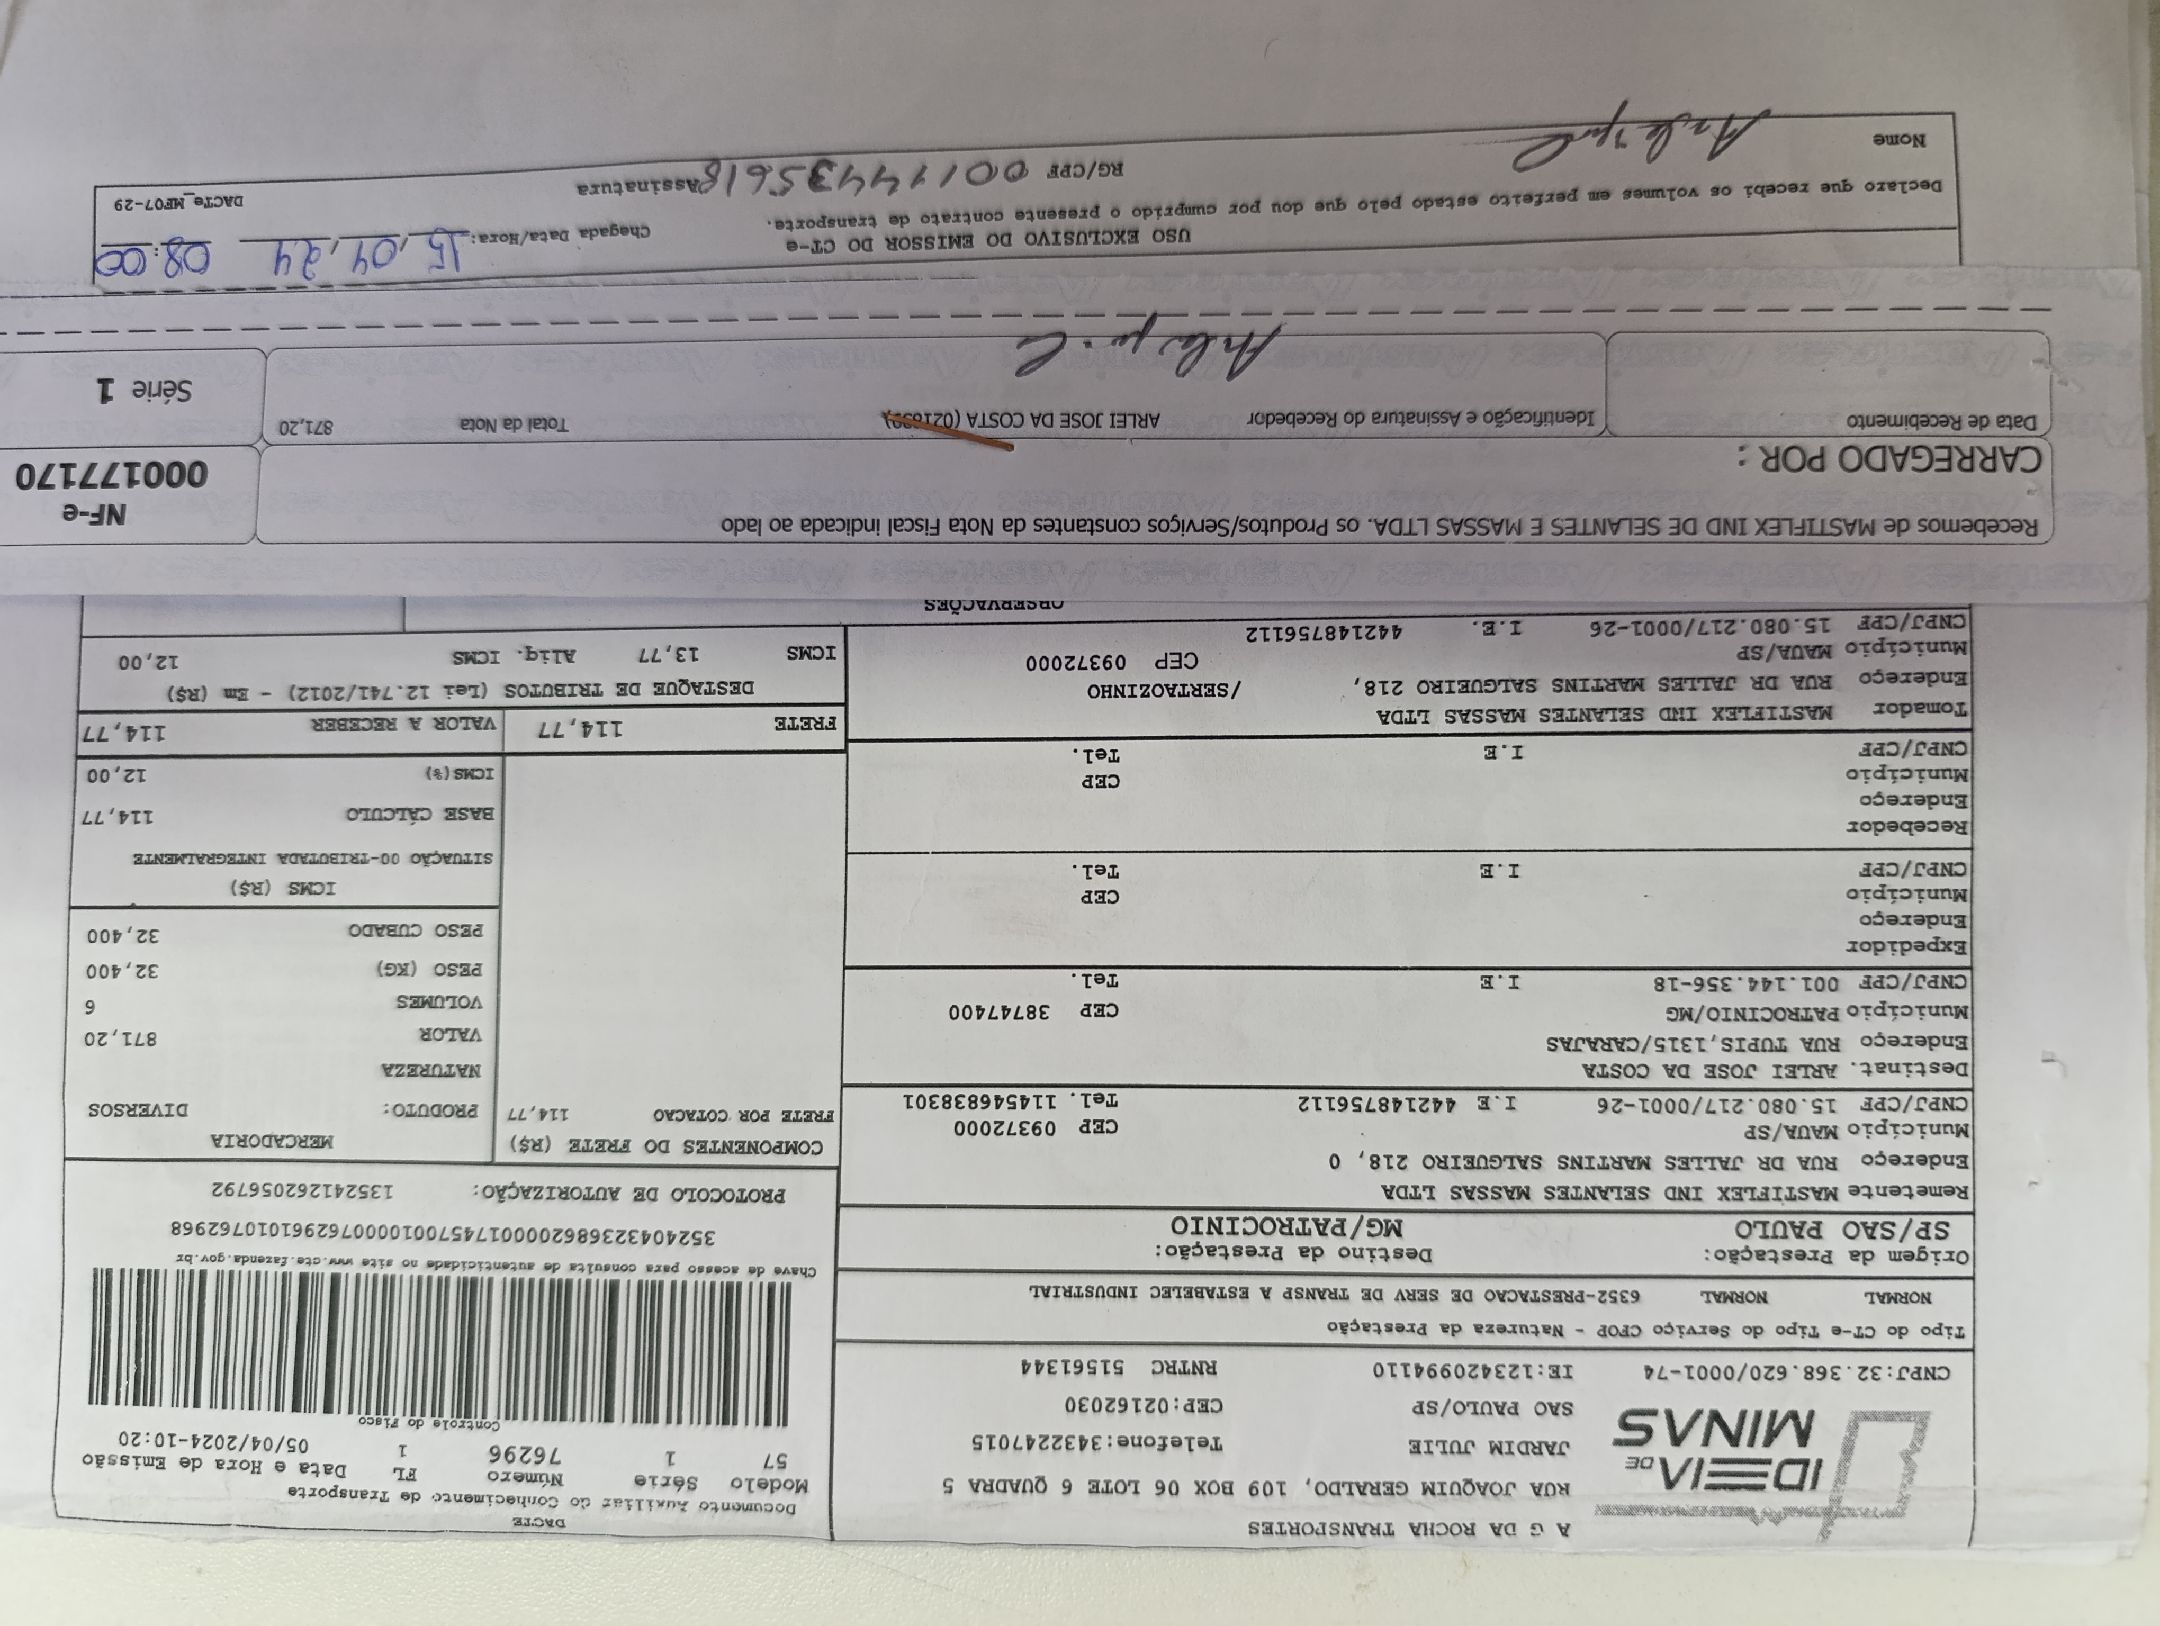 DACTE
Documento Auxiliar do Conhecimento de Transporte
Modelo Série Número FL Data e Hora de Emissão
57 1 76296 1 05/04/2024-10:20
Controle do Fisco
Chave de acesso para consulta de autenticidade no site www.cte.fazenda.gov.br
35240432368620000174570010000762961010762968
PROTOCOLO DE AUTORIZAÇÃO: 135241262056792
A G DA ROCHA TRANSPORTES
IDEIA DE MINAS
RUA JOAQUIM GERALDO, 109 BOX 06 LOTE 6 QUADRA 5
JARDIM JULIE Telefone:3432247015
SAO PAULO/SP CEP:02162030
CNPJ:32.368.620/0001-74 IE:123420994110 RNTRC 51561344
Tipo do CT-e Tipo do Serviço CFOP - Natureza da Prestação
NORMAL NORMAL 6352-PRESTACAO DE SERV DE TRANSP A ESTABELEC INDUSTRIAL
Origem da Prestação: Destino da Prestação:
SP/SAO PAULO MG/PATROCINIO
Remetente MASTIFLEX IND SELANTES MASSAS LTDA
Endereço RUA DR JALLES MARTINS SALGUEIRO 218, 0
Município MAUA/SP CEP 09372000
CNPJ/CPF 15.080.217/0001-26 I.E 442148756112 Tel. 114546838301
Destinat. ARLEI JOSE DA COSTA
Endereço RUA TUPIS,1315/CARAJAS
Município PATROCINIO/MG CEP 38747400
CNPJ/CPF 001.144.356-18 I.E Tel.
Expedidor
Endereço
Município CEP
CNPJ/CPF I.E Tel.
Recebedor
Endereço
Município CEP
CNPJ/CPF I.E Tel.
Tomador MASTIFLEX IND SELANTES MASSAS LTDA
Endereço RUA DR JALLES MARTINS SALGUEIRO 218, /SERTAOZINHO
Município MAUA/SP CEP 09372000
CNPJ/CPF 15.080.217/0001-26 I.E. 442148756112
COMPONENTES DO FRETE (R$)
FRETE POR COTACAO 114,77
MERCADORIA
PRODUTO: DIVERSOS
NATUREZA
VALOR 871,20
VOLUMES 6
PESO (KG) 32,400
PESO CUBADO 32,400
ICMS (R$)
SITUAÇÃO 00-TRIBUTADA INTEGRALMENTE
BASE CÁLCULO 114,77
ICMS(%) 12,00
FRETE 114,77 VALOR A RECEBER 114,77
DESTAQUE DE TRIBUTOS (Lei 12.741/2012) - Em (R$)
ICMS 13,77 Aliq. ICMS 12,00
OBSERVAÇÕES
Recebemos de MASTIFLEX IND DE SELANTES E MASSAS LTDA. os Produtos/Serviços constantes da Nota Fiscal indicada ao lado
NF-e
000177170
Série 1
CARREGADO POR :
Data de Recebimento
Identificação e Assinatura do Recebedor ARLEI JOSE DA COSTA
Total da Nota 871,20
USO EXCLUSIVO DO EMISSOR DO CT-e
Chegada Data/Hora: 15,04,24 08:00
Declaro que recebi os volumes em perfeito estado pelo que dou por cumprido o presente contrato de transporte.
Nome RG/CPF 00114435618 Assinatura
DACTe_MF07-29